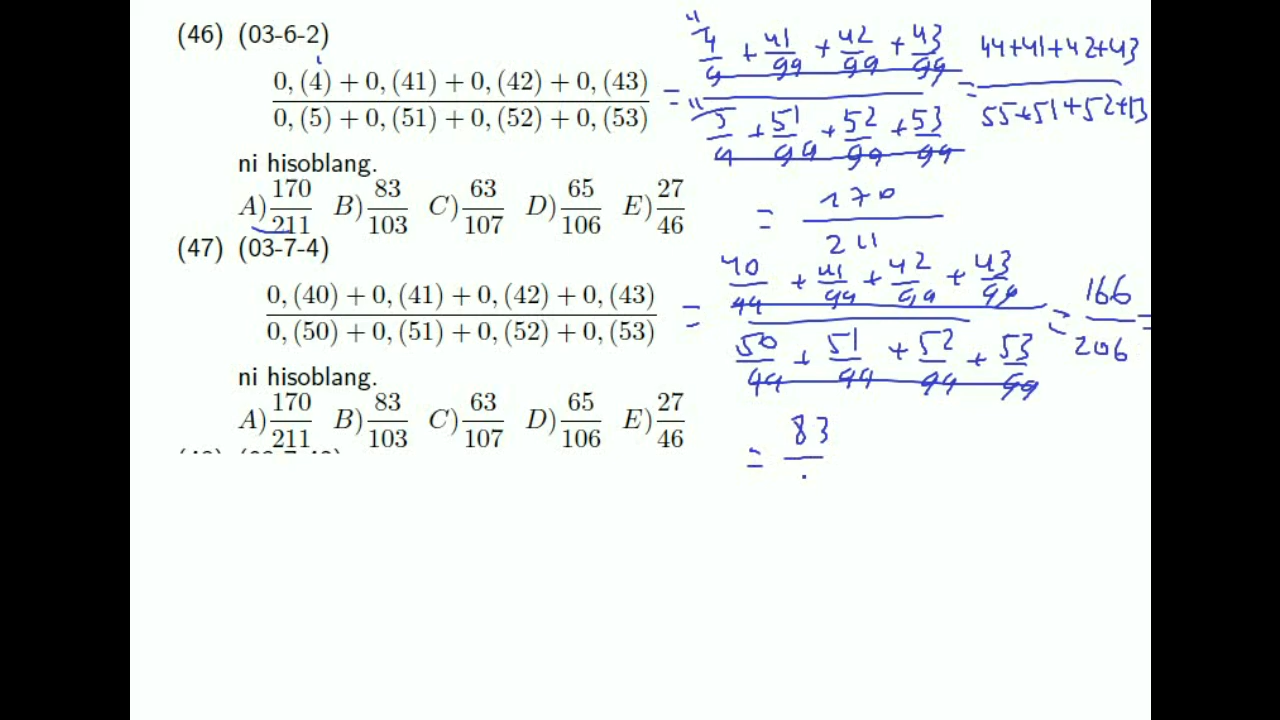 (46) (03-6-2)
0, (4) + 0, (41) + 0, (42) + 0, (43)
0, (5) + 0, (51) + 0, (52) + 0, (53)
= (4/9 + 41/99 + 42/99 + 43/99) / (5/9 + 51/99 + 52/99 + 53/99) = (44+41+42+43) / (55+51+52+53)
ni hisoblang.
A) 170/211 B) 83/103 C) 63/107 D) 65/106 E) 27/46
= 170/211
(47) (03-7-4)
0, (40) + 0, (41) + 0, (42) + 0, (43)
0, (50) + 0, (51) + 0, (52) + 0, (53)
= (40/99 + 41/99 + 42/99 + 43/99) / (50/99 + 51/99 + 52/99 + 53/99) = 166/206 =
ni hisoblang.
A) 170/211 B) 83/103 C) 63/107 D) 65/106 E) 27/46
= 83